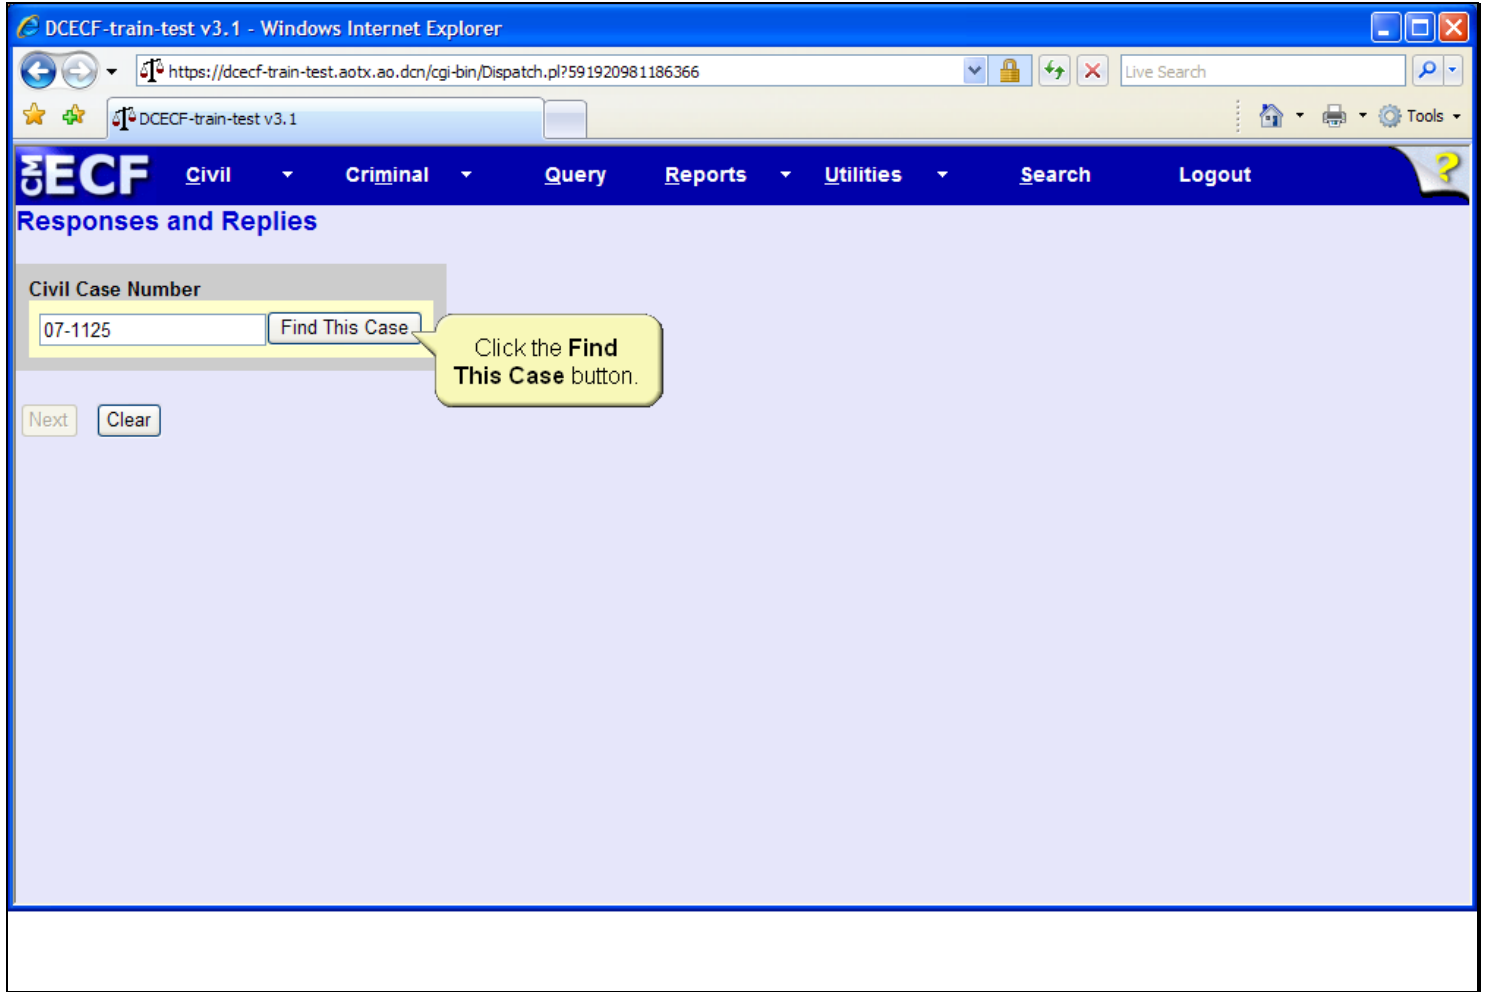 DCECF-train-test v3.1 - Windows Internet Explorer
https://dcecf-train-test.aotx.ao.dcn/cgi-bin/Dispatch.pl?591920981186366
Live Search
DCECF-train-test v3.1
Tools
CM ECF Civil Criminal Query Reports Utilities Search Logout ?
Responses and Replies
Civil Case Number
07-1125 Find This Case
Click the Find
This Case button.
Next Clear